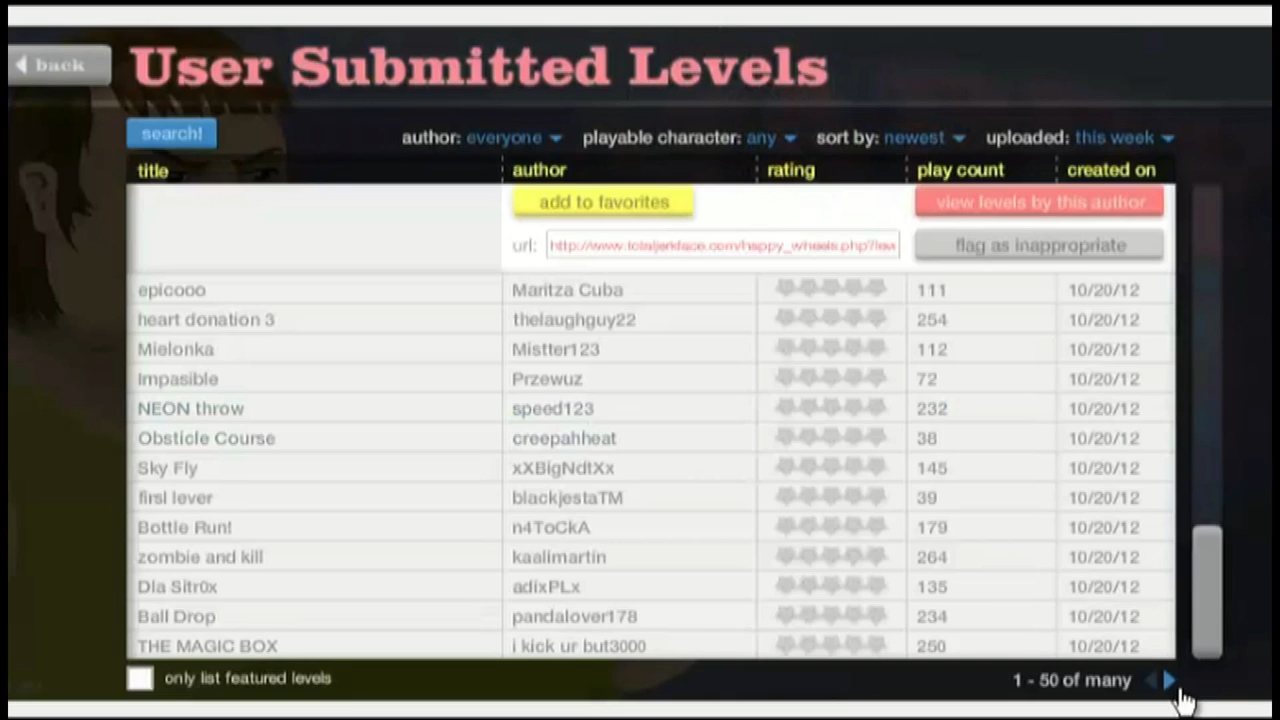 back
User Submitted Levels
search! author: everyone playable character: any sort by: newest uploaded: this week
title author rating play count created on
add to favorites view levels by this author
url: http://www.totaljerkface.com/happy_wheels.php?lev flag as inappropriate
epicooo Maritza Cuba 111 10/20/12
heart donation 3 thelaughguy22 254 10/20/12
Mielonka Mistter123 112 10/20/12
Impasible Przewuz 72 10/20/12
NEON throw speed123 232 10/20/12
Obsticle Course creepahheat 38 10/20/12
Sky Fly xXBigNdtXx 145 10/20/12
firsl lever blackjestaTM 39 10/20/12
Bottle Run! n4ToCkA 179 10/20/12
zombie and kill kaalimartin 264 10/20/12
Dla Sitr0x adixPLx 135 10/20/12
Ball Drop pandalover178 234 10/20/12
THE MAGIC BOX i kick ur but3000 250 10/20/12
only list featured levels 1 - 50 of many